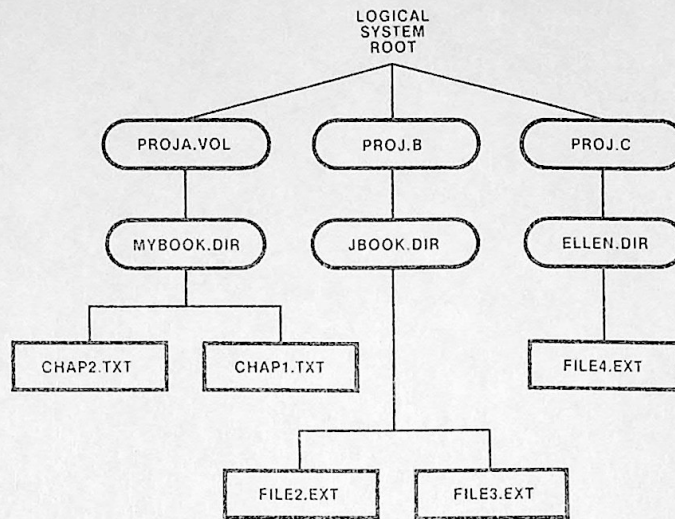 LOGICAL
SYSTEM
ROOT
PROJA.VOL
PROJ.B
PROJ.C
MYBOOK.DIR
JBOOK.DIR
ELLEN.DIR
CHAP2.TXT
CHAP1.TXT
FILE4.EXT
FILE2.EXT
FILE3.EXT